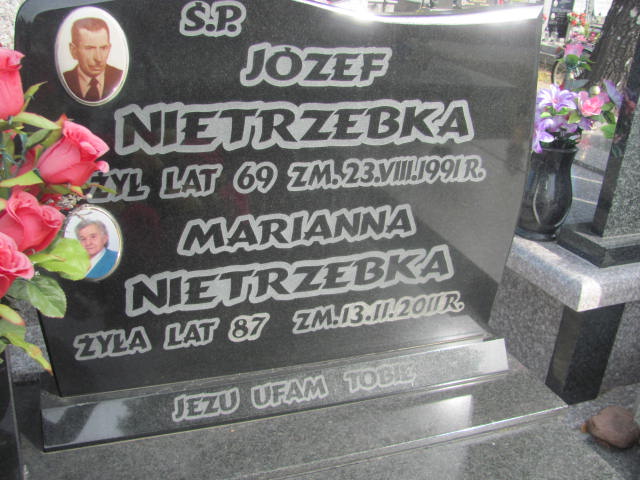 Ś.P.
JÓZEF
NIETRZEBKA
ŻYŁ LAT 69 ZM. 23.VIII.1991 R.
MARIANNA
NIETRZEBKA
ŻYŁA LAT 87 ZM. 13.II.2011 R.
JEZU UFAM TOBIE